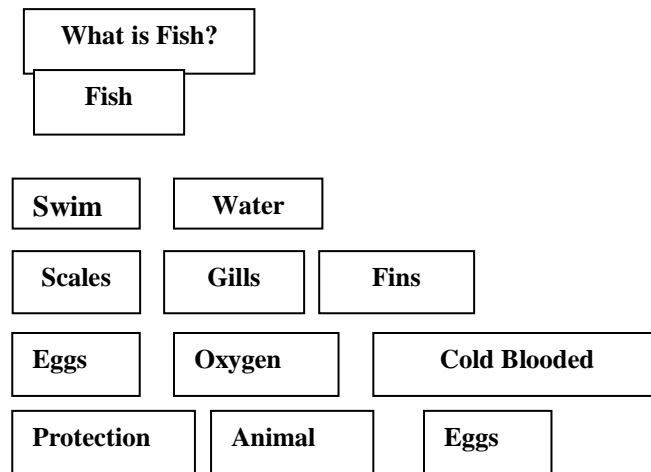 What is Fish?
Fish
Swim Water
Scales Gills Fins
Eggs Oxygen Cold Blooded
Protection Animal Eggs